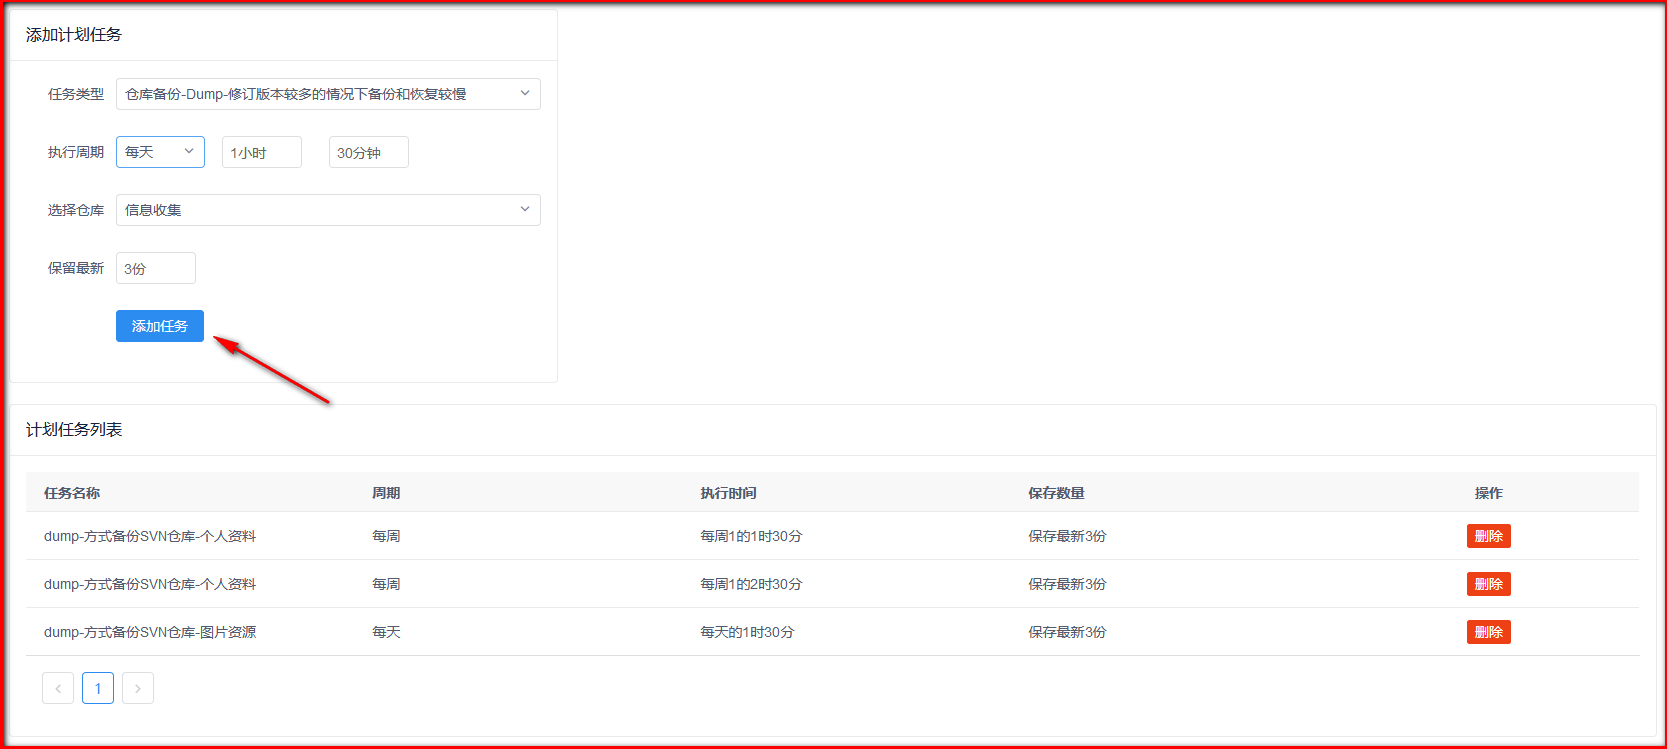 添加计划任务
任务类型 仓库备份-Dump-修订版本较多的情况下备份和恢复较慢
执行周期 每天 1小时 30分钟
选择仓库 信息收集
保留最新 3份
添加任务
计划任务列表
任务名称 周期 执行时间 保存数量 操作
dump-方式备份SVN仓库-个人资料 每周 每周1的1时30分 保存最新3份 删除
dump-方式备份SVN仓库-个人资料 每周 每周1的2时30分 保存最新3份 删除
dump-方式备份SVN仓库-图片资源 每天 每天的1时30分 保存最新3份 删除
1